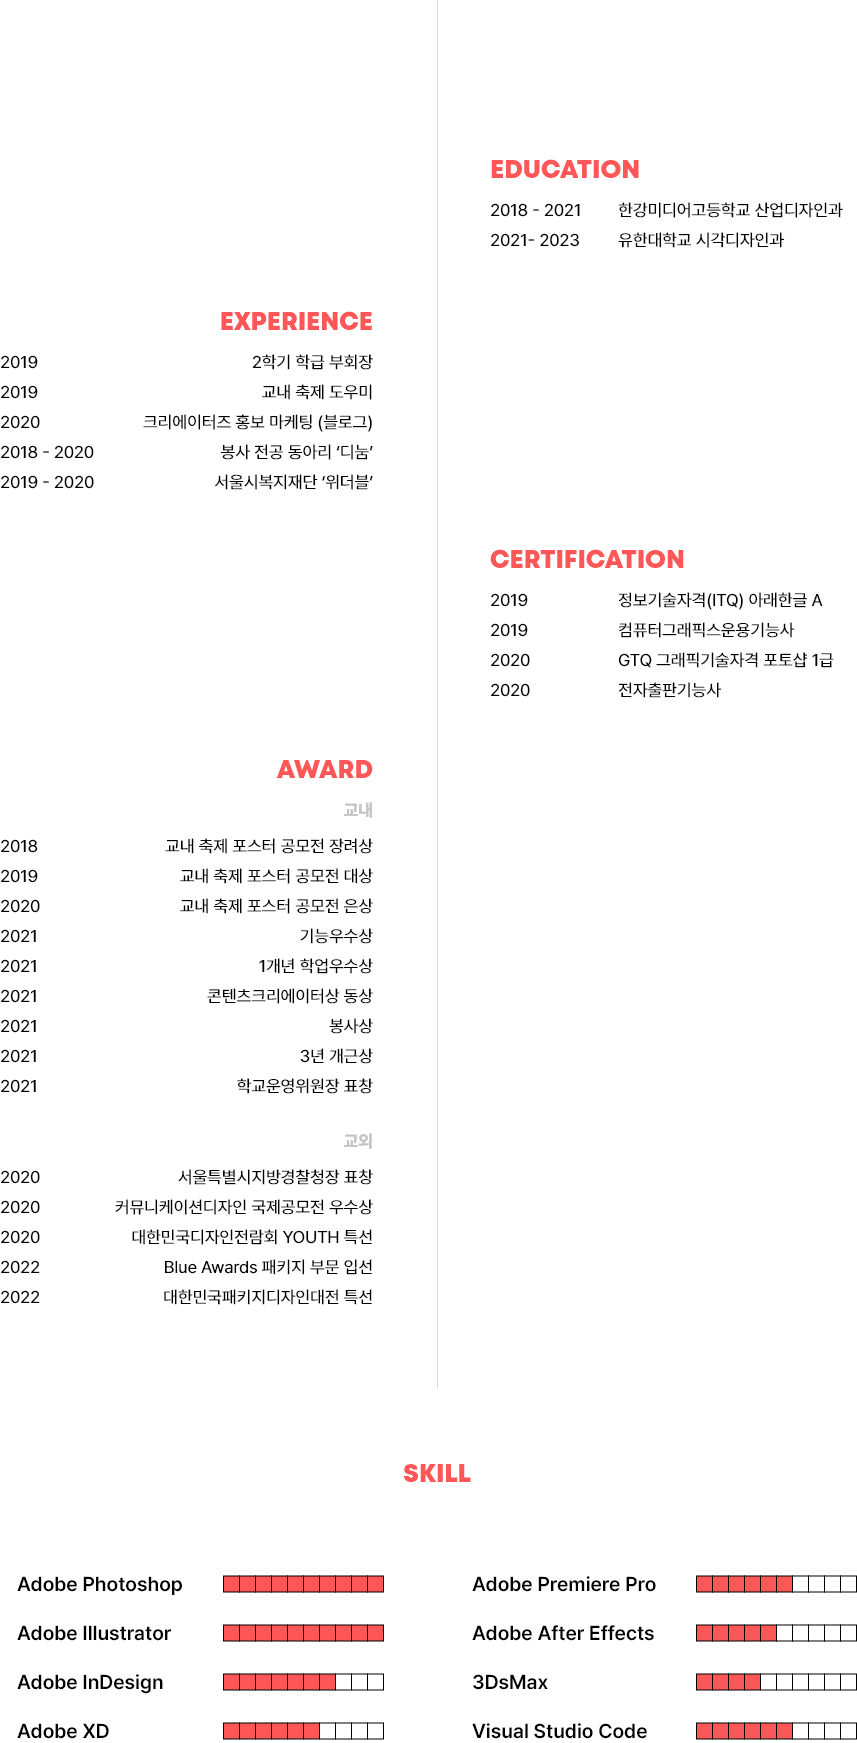 EDUCATION
2018 - 2021 한강미디어고등학교 산업디자인과
2021- 2023 유한대학교 시각디자인과
EXPERIENCE
2019 2학기 학급 부회장
2019 교내 축제 도우미
2020 크리에이터즈 홍보 마케팅 (블로그)
2018 - 2020 봉사 전공 동아리 ‘디눔’
2019 - 2020 서울시복지재단 ‘위더블’
CERTIFICATION
2019 정보기술자격(ITQ) 아래한글 A
2019 컴퓨터그래픽스운용기능사
2020 GTQ 그래픽기술자격 포토샵 1급
2020 전자출판기능사
AWARD
교내
2018 교내 축제 포스터 공모전 장려상
2019 교내 축제 포스터 공모전 대상
2020 교내 축제 포스터 공모전 은상
2021 기능우수상
2021 1개년 학업우수상
2021 콘텐츠크리에이터상 동상
2021 봉사상
2021 3년 개근상
2021 학교운영위원장 표창
교외
2020 서울특별시지방경찰청장 표창
2020 커뮤니케이션디자인 국제공모전 우수상
2020 대한민국디자인전람회 YOUTH 특선
2022 Blue Awards 패키지 부문 입선
2022 대한민국패키지디자인대전 특선
SKILL
Adobe Photoshop
Adobe Illustrator
Adobe InDesign
Adobe XD
Adobe Premiere Pro
Adobe After Effects
3DsMax
Visual Studio Code